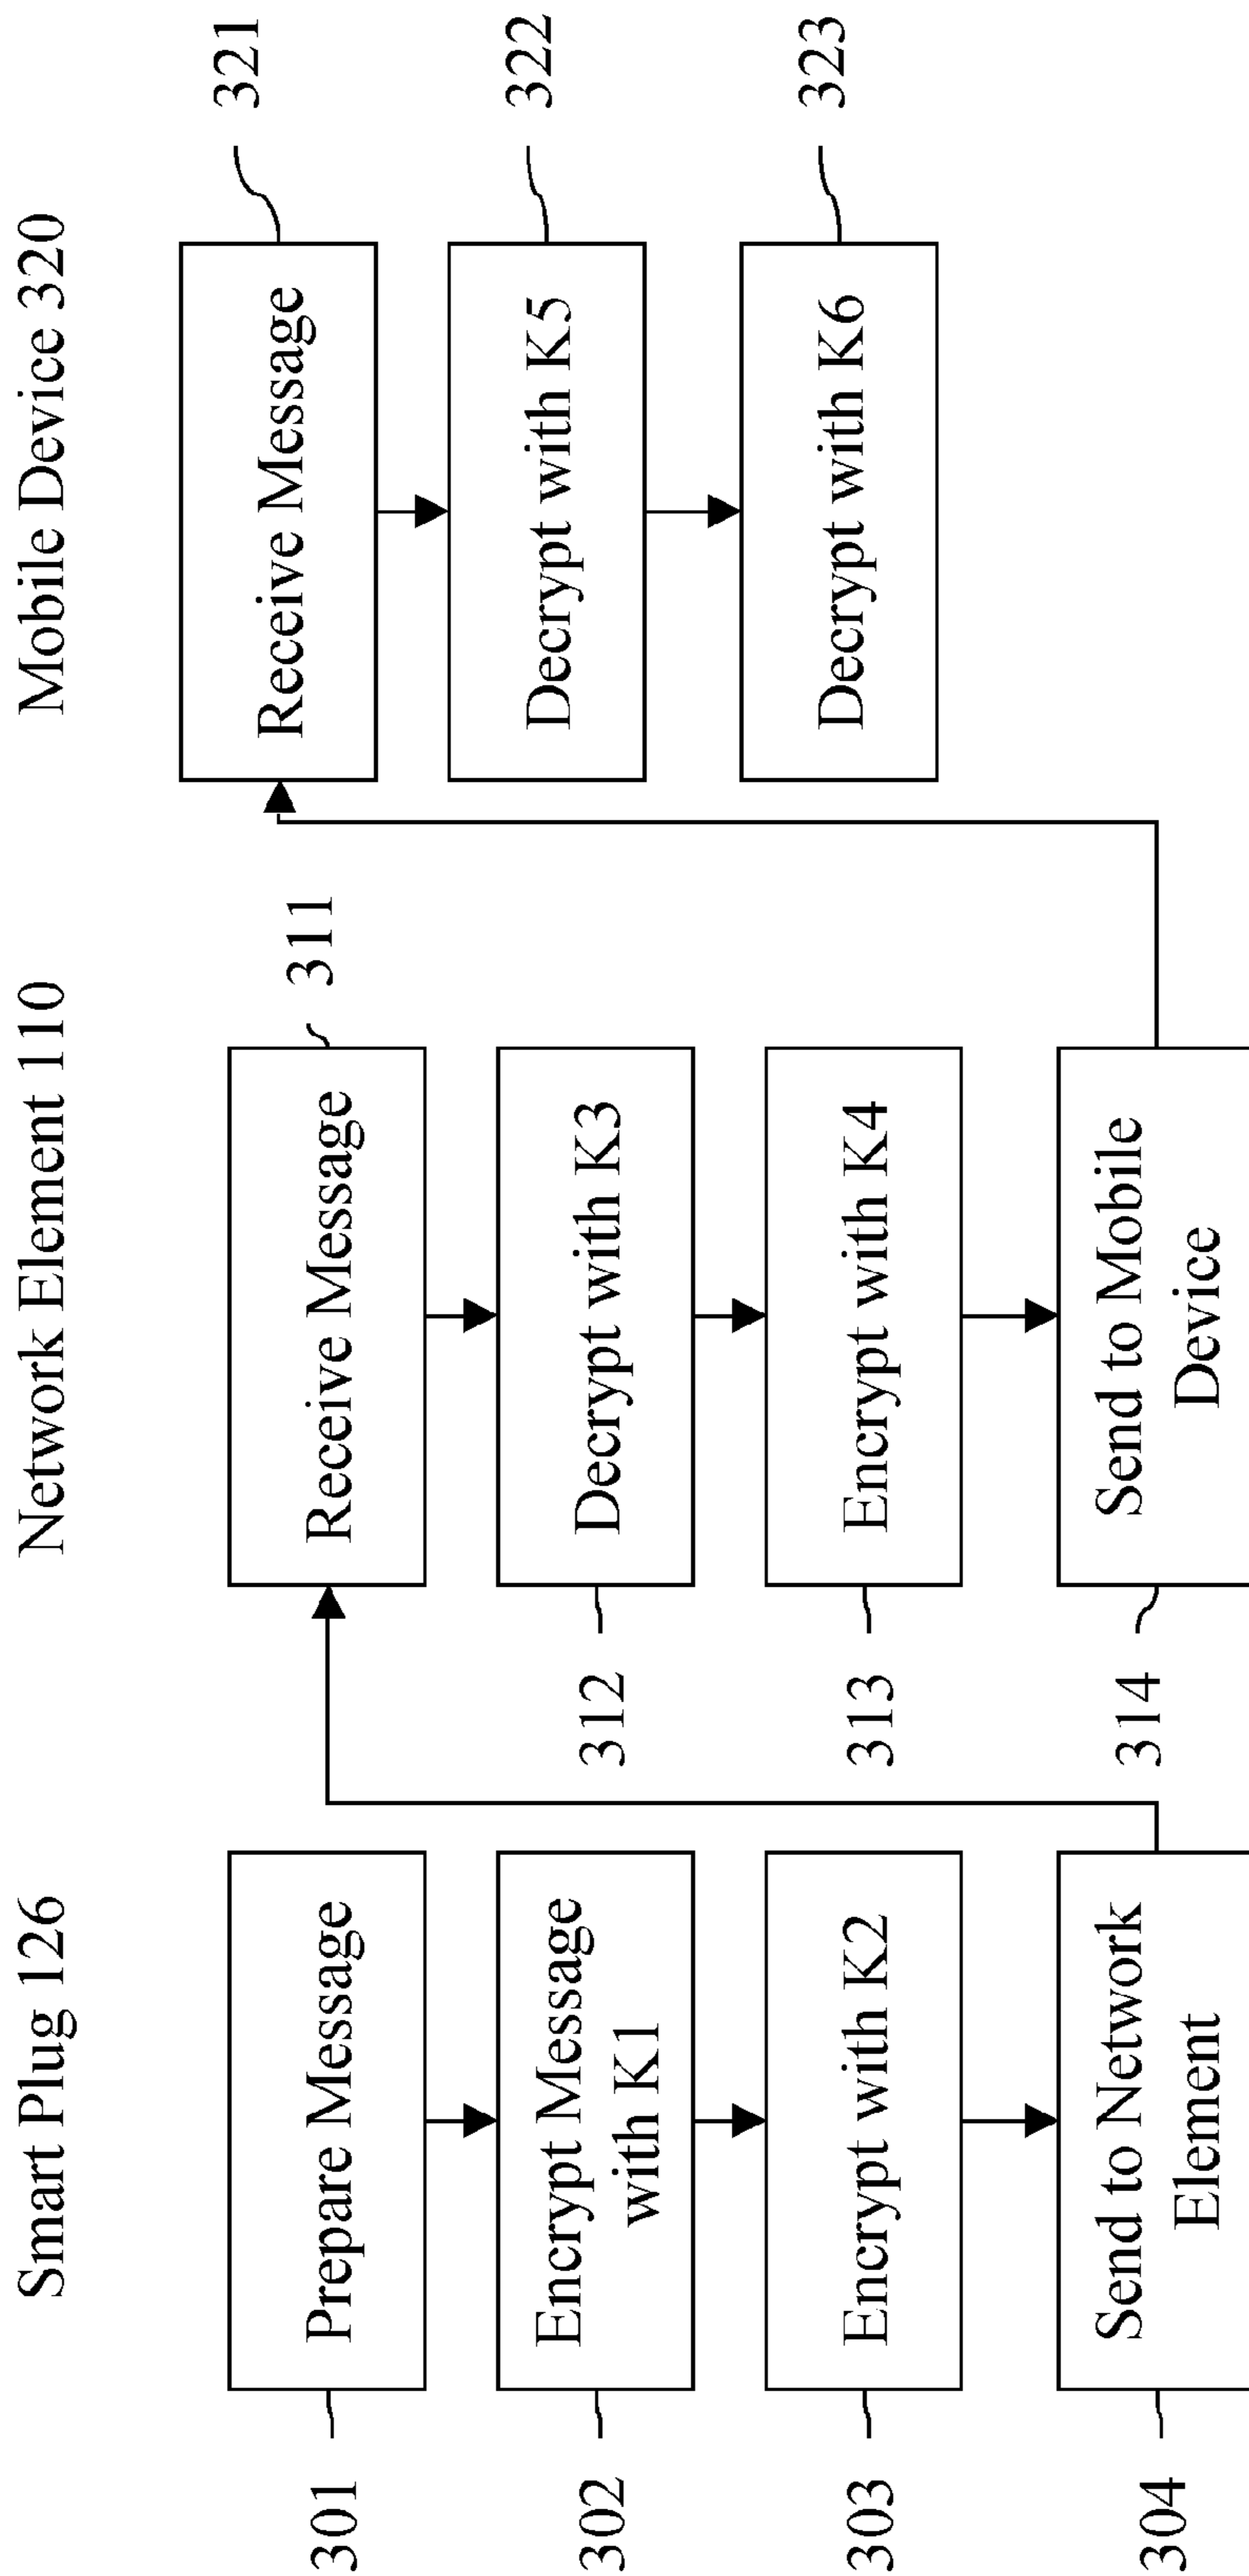 Smart Plug 126
301
Prepare Message
302
Encrypt Message
with K1
303
Encrypt with K2
304
Send to Network
Element
Network Element 110
311
Receive Message
312
Decrypt with K3
313
Encrypt with K4
314
Send to Mobile
Device
Mobile Device 320
321
Receive Message
322
Decrypt with K5
323
Decrypt with K6